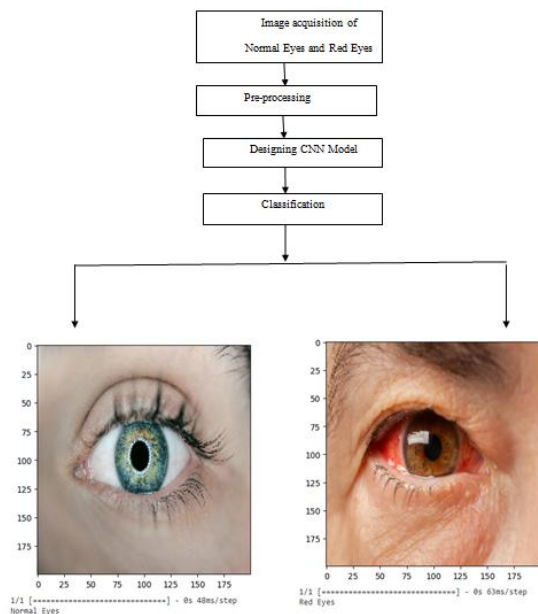 Image acquisition of
Normal Eyes and Red Eyes
Pre-processing
Designing CNN Model
Classification
0
25
50
75
100
125
150
175
0 25 50 75 100 125 150 175
1/1 [==============================] - 0s 48ms/step
Normal Eyes
0
25
50
75
100
125
150
175
0 25 50 75 100 125 150 175
1/1 [==============================] - 0s 63ms/step
Red Eyes